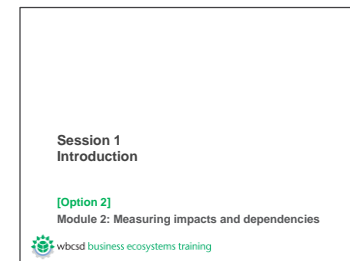 Session 1
Introduction
[Option 2]
Module 2: Measuring impacts and dependencies
wbcsd business ecosystems training